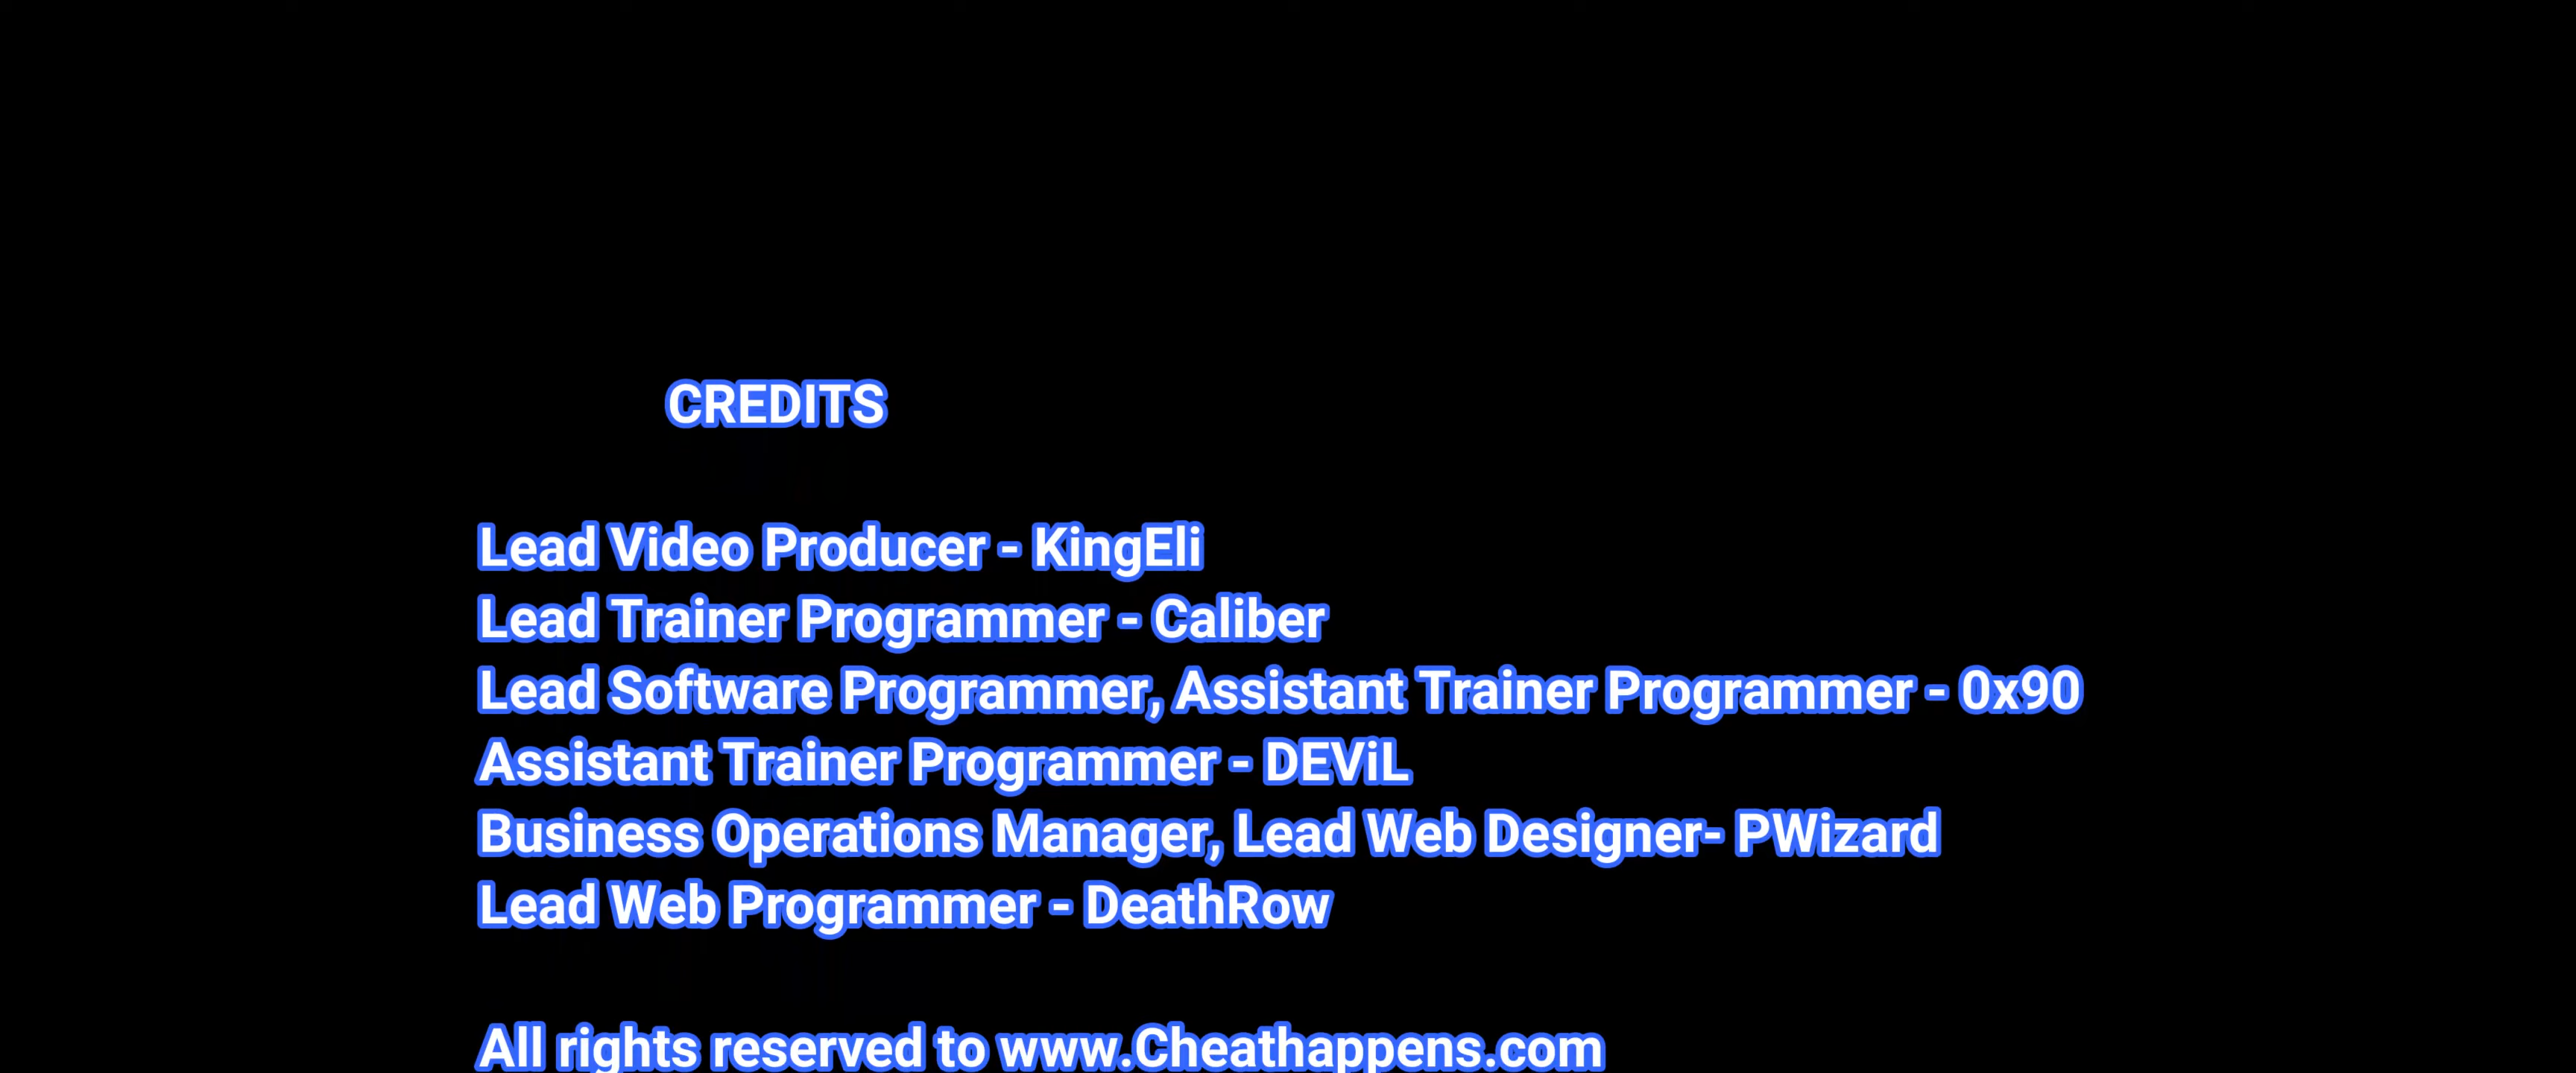 CREDITS
Lead Video Producer - KingEli
Lead Trainer Programmer - Caliber
Lead Software Programmer, Assistant Trainer Programmer - 0x90
Assistant Trainer Programmer - DEViL
Business Operations Manager, Lead Web Designer- PWizard
Lead Web Programmer - DeathRow
All rights reserved to www.Cheathappens.com